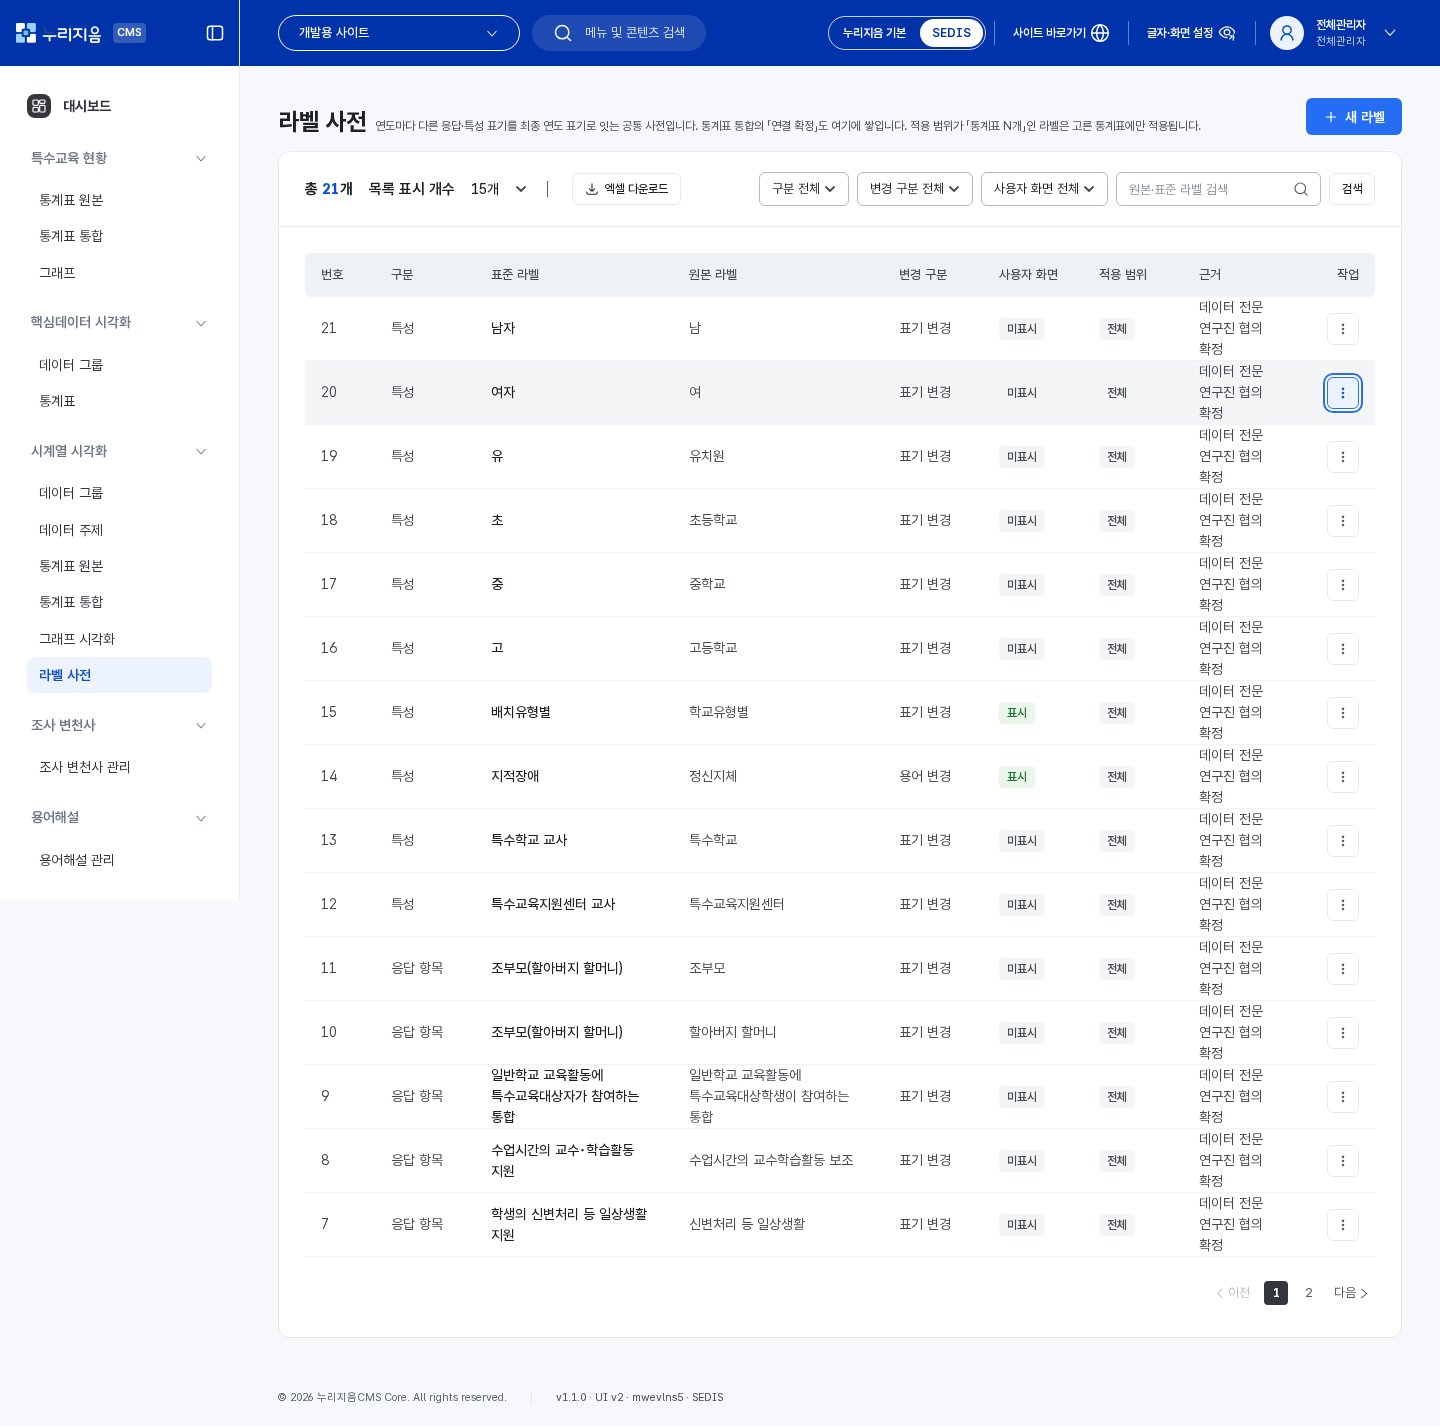 누리지음 CMS
개발용 사이트
메뉴 및 콘텐츠 검색
누리지음 기본 SEDIS
사이트 바로가기
글자·화면 설정
전체관리자
전체관리자
대시보드
특수교육 현황
통계표 원본
통계표 통합
그래프
핵심데이터 시각화
데이터 그룹
통계표
시계열 시각화
데이터 그룹
데이터 주제
통계표 원본
통계표 통합
그래프 시각화
라벨 사전
조사 변천사
조사 변천사 관리
용어해설
용어해설 관리
라벨 사전 연도마다 다른 응답·특성 표기를 최종 연도 표기로 잇는 공통 사전입니다. 통계표 통합의 「연결 확정」도 여기에 쌓입니다. 적용 범위가 「통계표 N개」인 라벨은 고른 통계표에만 적용됩니다.
새 라벨
총 21개 목록 표시 개수 15개 엑셀 다운로드 구분 전체 변경 구분 전체 사용자 화면 전체 원본·표준 라벨 검색 검색
번호 구분 표준 라벨 원본 라벨 변경 구분 사용자 화면 적용 범위 근거 작업
21 특성 남자 남 표기 변경 미표시 전체 데이터 전문
연구진 협의
확정
20 특성 여자 여 표기 변경 미표시 전체 데이터 전문
연구진 협의
확정
19 특성 유 유치원 표기 변경 미표시 전체 데이터 전문
연구진 협의
확정
18 특성 초 초등학교 표기 변경 미표시 전체 데이터 전문
연구진 협의
확정
17 특성 중 중학교 표기 변경 미표시 전체 데이터 전문
연구진 협의
확정
16 특성 고 고등학교 표기 변경 미표시 전체 데이터 전문
연구진 협의
확정
15 특성 배치유형별 학교유형별 표기 변경 표시 전체 데이터 전문
연구진 협의
확정
14 특성 지적장애 정신지체 용어 변경 표시 전체 데이터 전문
연구진 협의
확정
13 특성 특수학교 교사 특수학교 표기 변경 미표시 전체 데이터 전문
연구진 협의
확정
12 특성 특수교육지원센터 교사 특수교육지원센터 표기 변경 미표시 전체 데이터 전문
연구진 협의
확정
11 응답 항목 조부모(할아버지 할머니) 조부모 표기 변경 미표시 전체 데이터 전문
연구진 협의
확정
10 응답 항목 조부모(할아버지 할머니) 할아버지 할머니 표기 변경 미표시 전체 데이터 전문
연구진 협의
확정
9 응답 항목 일반학교 교육활동에
특수교육대상자가 참여하는
통합 일반학교 교육활동에
특수교육대상학생이 참여하는
통합 표기 변경 미표시 전체 데이터 전문
연구진 협의
확정
8 응답 항목 수업시간의 교수·학습활동
지원 수업시간의 교수학습활동 보조 표기 변경 미표시 전체 데이터 전문
연구진 협의
확정
7 응답 항목 학생의 신변처리 등 일상생활
지원 신변처리 등 일상생활 표기 변경 미표시 전체 데이터 전문
연구진 협의
확정
이전 1 2 다음
© 2026 누리지음CMS Core. All rights reserved. v1.1.0 · UI v2 · mwevlns5 · SEDIS